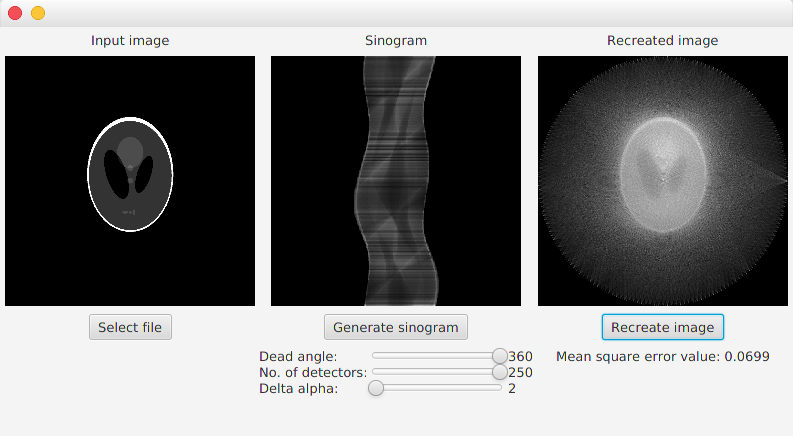 Input image
Sinogram
Recreated image
Select file
Generate sinogram
Recreate image
Dead angle: 360
No. of detectors: 250
Delta alpha: 2
Mean square error value: 0.0699